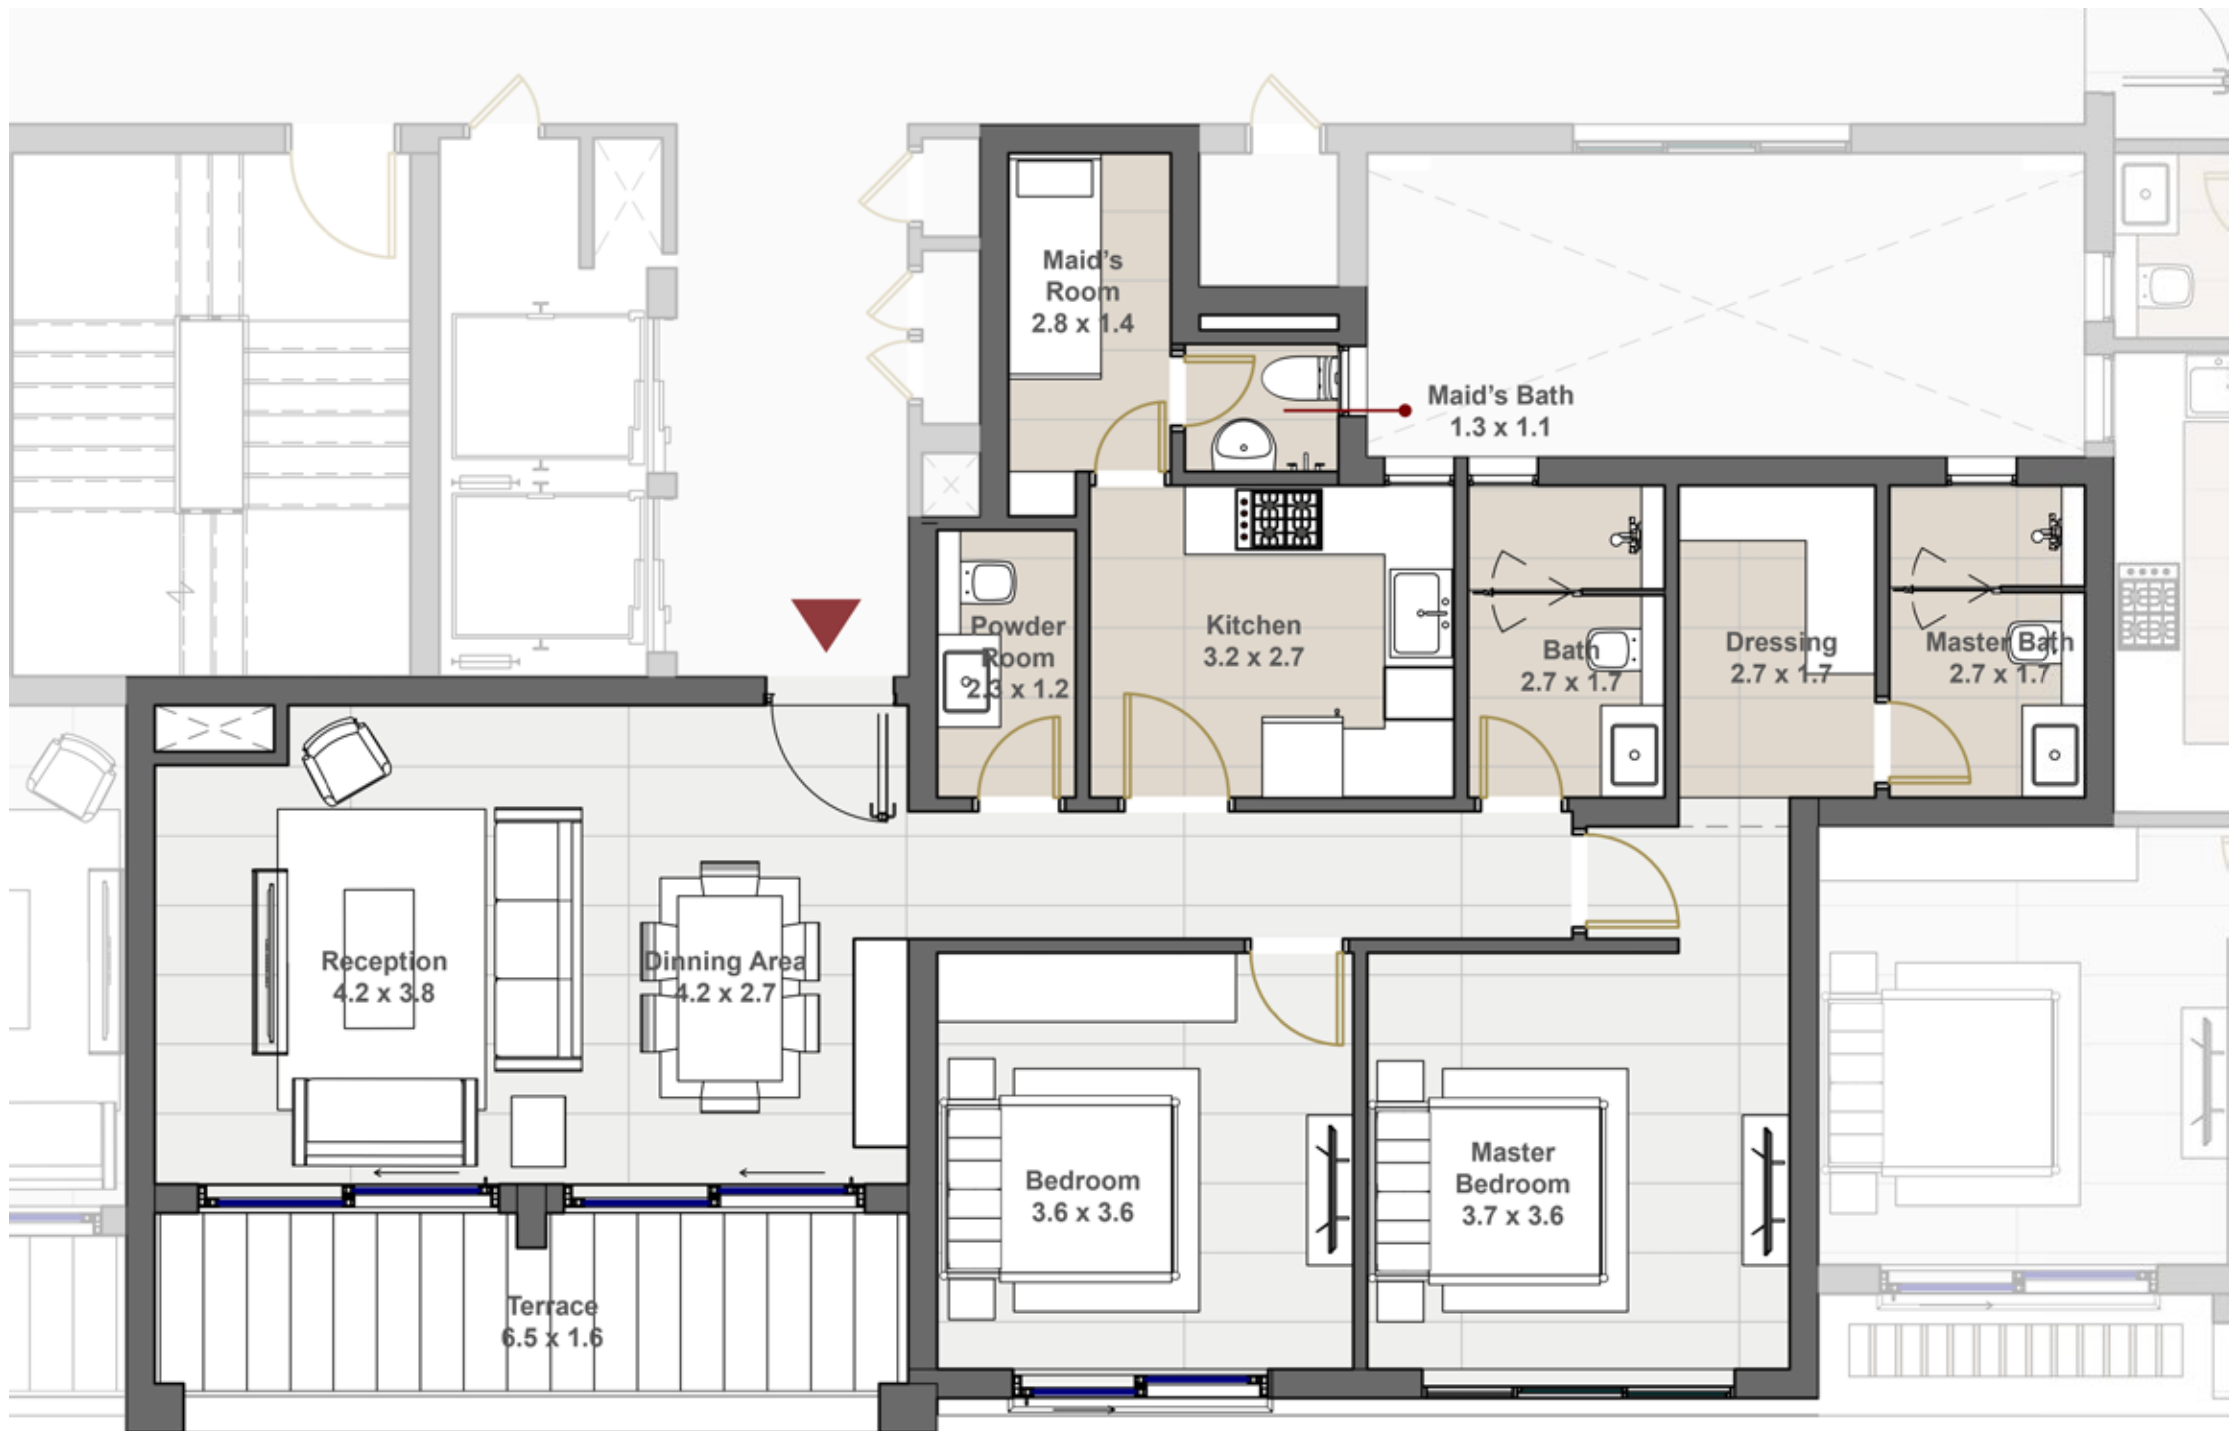 Maid's
Room
2.8 x 1.4
Maid's Bath
1.3 x 1.1
Powder
Room
2.3 x 1.2
Kitchen
3.2 x 2.7
Bath
2.7 x 1.7
Dressing
2.7 x 1.7
Master Bath
2.7 x 1.7
Reception
4.2 x 3.8
Dinning Area
4.2 x 2.7
Bedroom
3.6 x 3.6
Master
Bedroom
3.7 x 3.6
Terrace
6.5 x 1.6